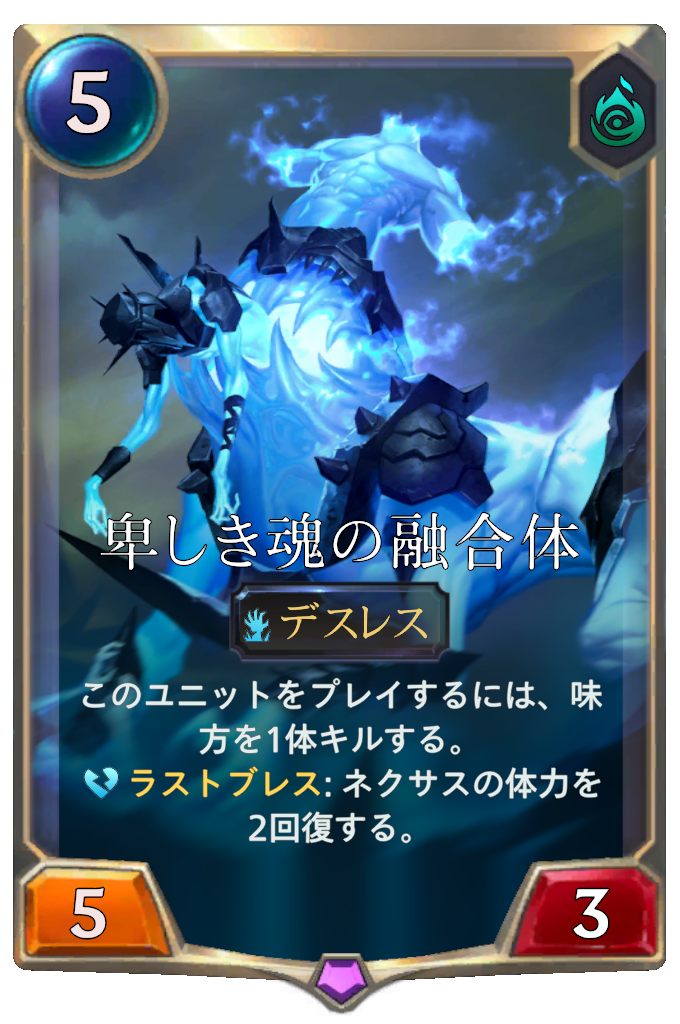 5
卑しき魂の融合体
デスレス
このユニットをプレイするには、味
方を1体キルする。
ラストブレス: ネクサスの体力を
2回復する。
5
3